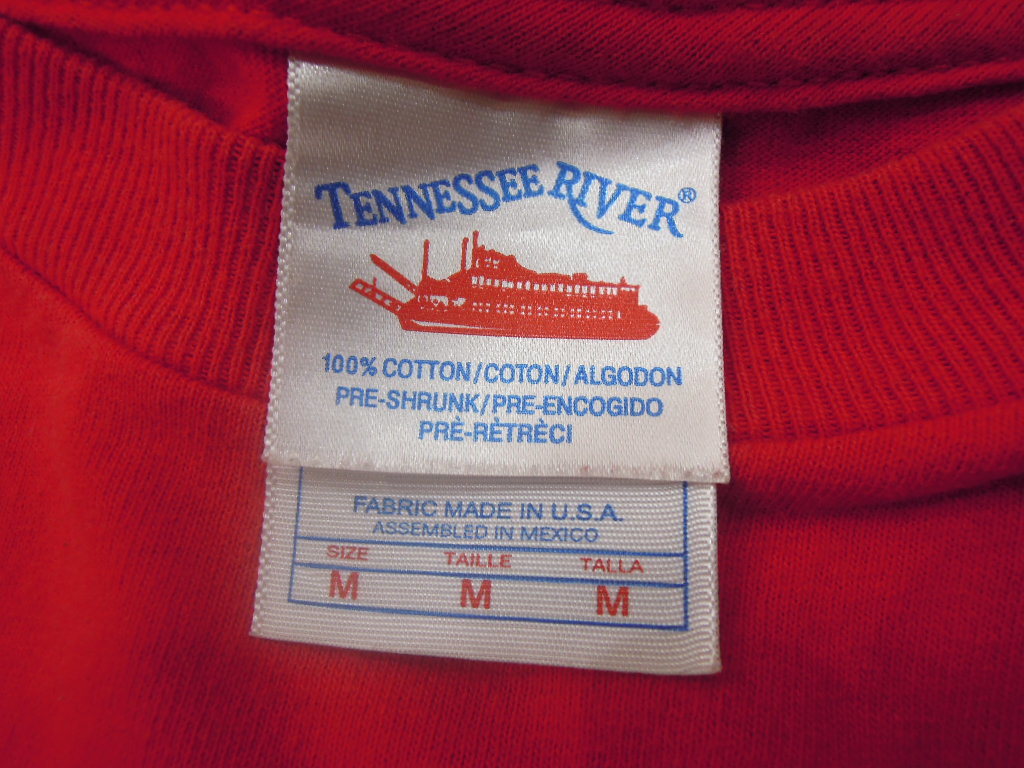 TENNESSEE RIVER®
100% COTTON/COTON/ALGODON
PRE-SHRUNK/PRE-ENCOGIDO
PRÈ-RÈTRÈCI
FABRIC MADE IN U.S.A.
ASSEMBLED IN MEXICO
SIZE TAILLE TALLA
M M M